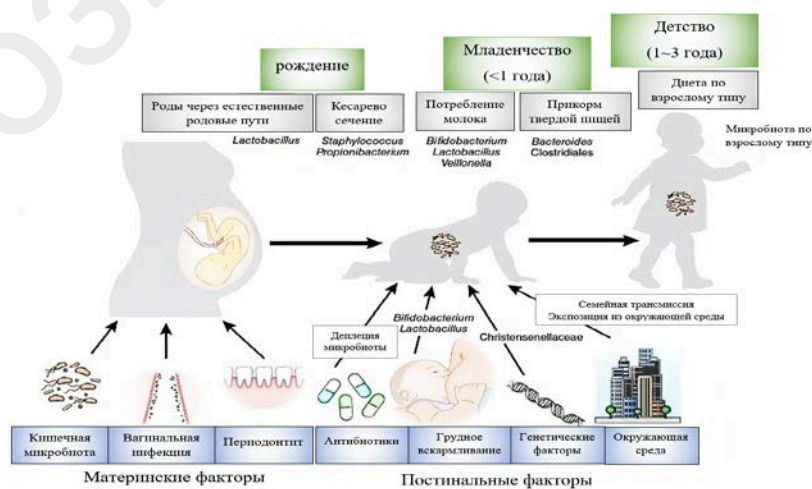 рождение
Младенчество
(<1 года)
Детство
(1~3 года)
Роды через естественные
родовые пути
Кесарево
сечение
Потребление
молока
Прикорм
твердой пищей
Диета по
взрослому типу
Lactobacillus
Staphylococcus
Propionibacterium
Bifidobacterium
Lactobacillus
Veillonella
Bacteroides
Clostridiales
Микробиота по
взрослому типу
Семейная трансмиссия
Экспозиция из окружающей среды
Деплеция
микробиоты
Bifidobacterium
Lactobacillus
Christensenellaceae
Кишечная
микробиота
Вагинальная
инфекция
Периодонтит
Антибиотики
Грудное
вскармливание
Генетические
факторы
Окружающая
среда
Материнские факторы
Постинальные факторы